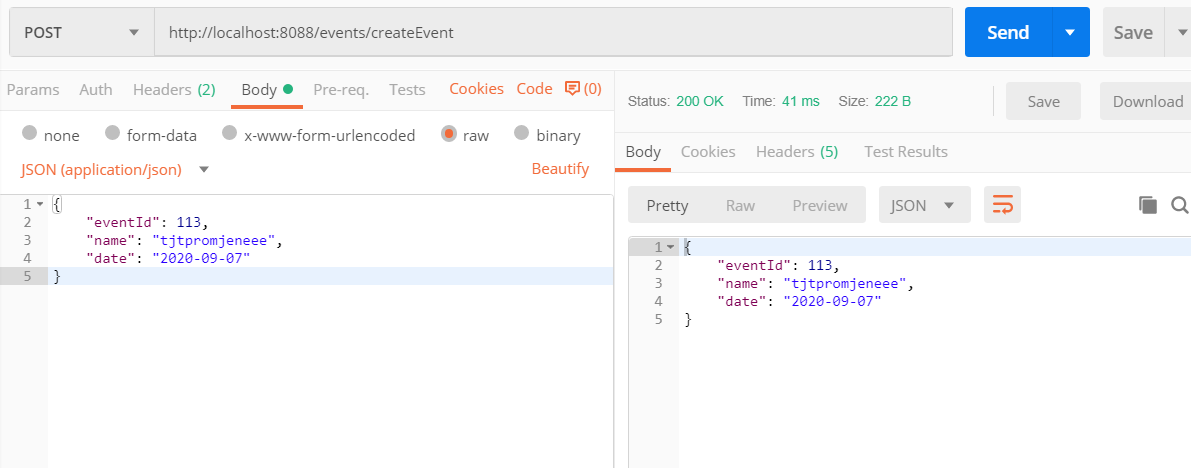 POST http://localhost:8088/events/createEvent Send Save
Params Auth Headers (2) Body Pre-req. Tests Cookies Code (0)
none form-data x-www-form-urlencoded raw binary
JSON (application/json) Beautify
1 {
2 "eventId": 113,
3 "name": "tjtpromjeneee",
4 "date": "2020-09-07"
5 }
Status: 200 OK Time: 41 ms Size: 222 B Save Download
Body Cookies Headers (5) Test Results
Pretty Raw Preview JSON
1 {
2 "eventId": 113,
3 "name": "tjtpromjeneee",
4 "date": "2020-09-07"
5 }